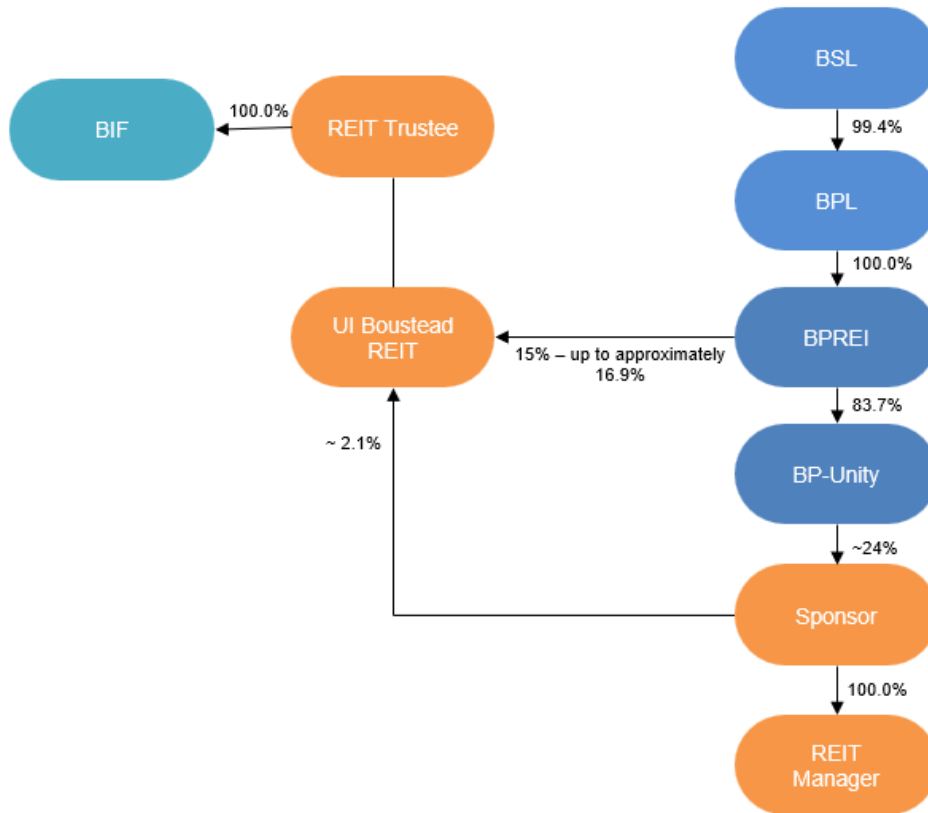 BSL
99.4%
BIF
100.0%
REIT Trustee
BPL
100.0%
UI Boustead
REIT
15% – up to approximately
16.9%
BPREI
83.7%
~ 2.1%
BP-Unity
~24%
Sponsor
100.0%
REIT
Manager